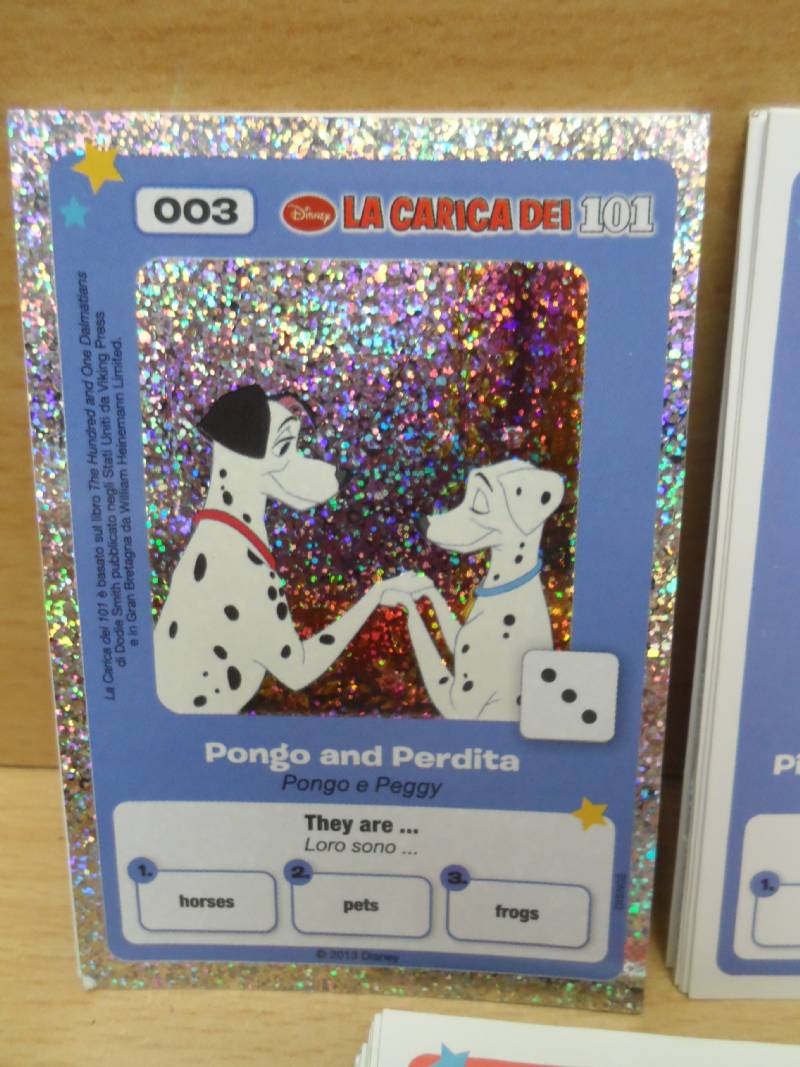 003
Disney LA CARICA DEI 101
La Carica dei 101 è basato sul libro The Hundred and One Dalmatians
di Dodie Smith pubblicato negli Stati Uniti da Viking Press
e in Gran Bretagna da William Heinemann Limited.
Pongo and Perdita
Pongo e Peggy
They are ...
Loro sono ...
1.
horses
2.
pets
3.
frogs
© 2013 Disney
Pi
1.